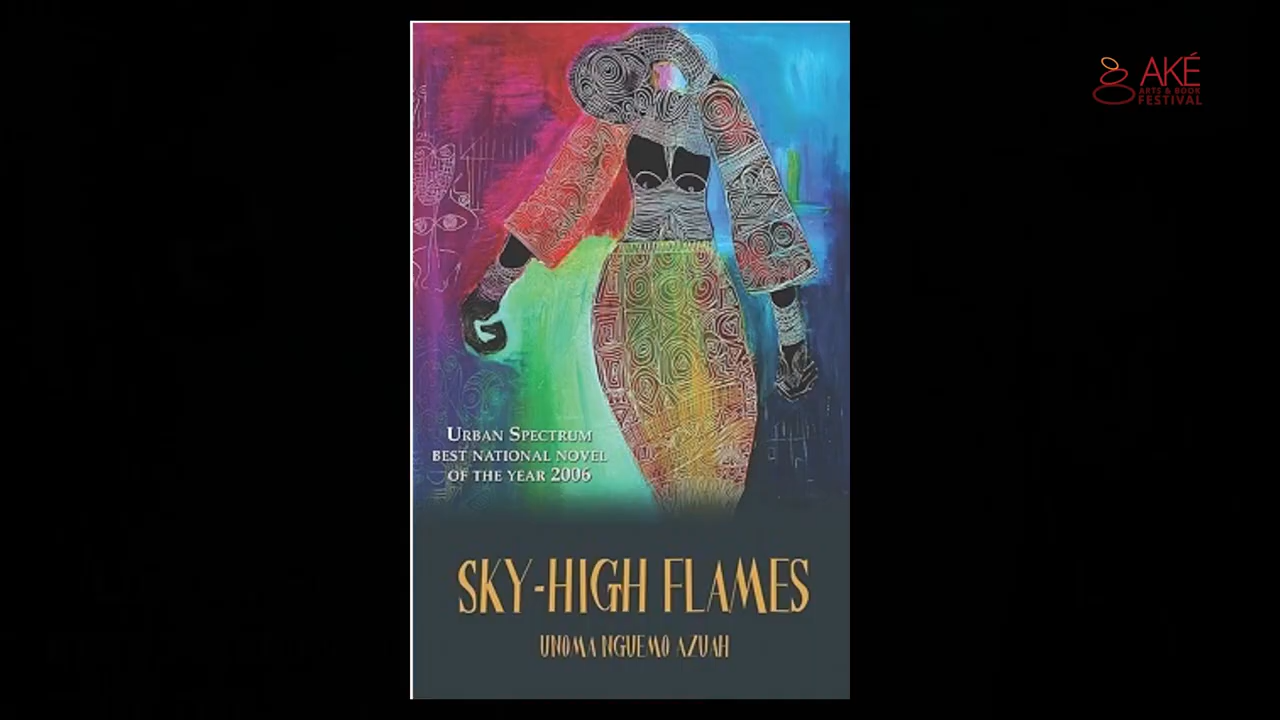 AKÉ
ARTS & BOOK
FESTIVAL
URBAN SPECTRUM
BEST NATIONAL NOVEL
OF THE YEAR 2006
SKY-HIGH FLAMES
UNOMA NGUEMO AZUAH